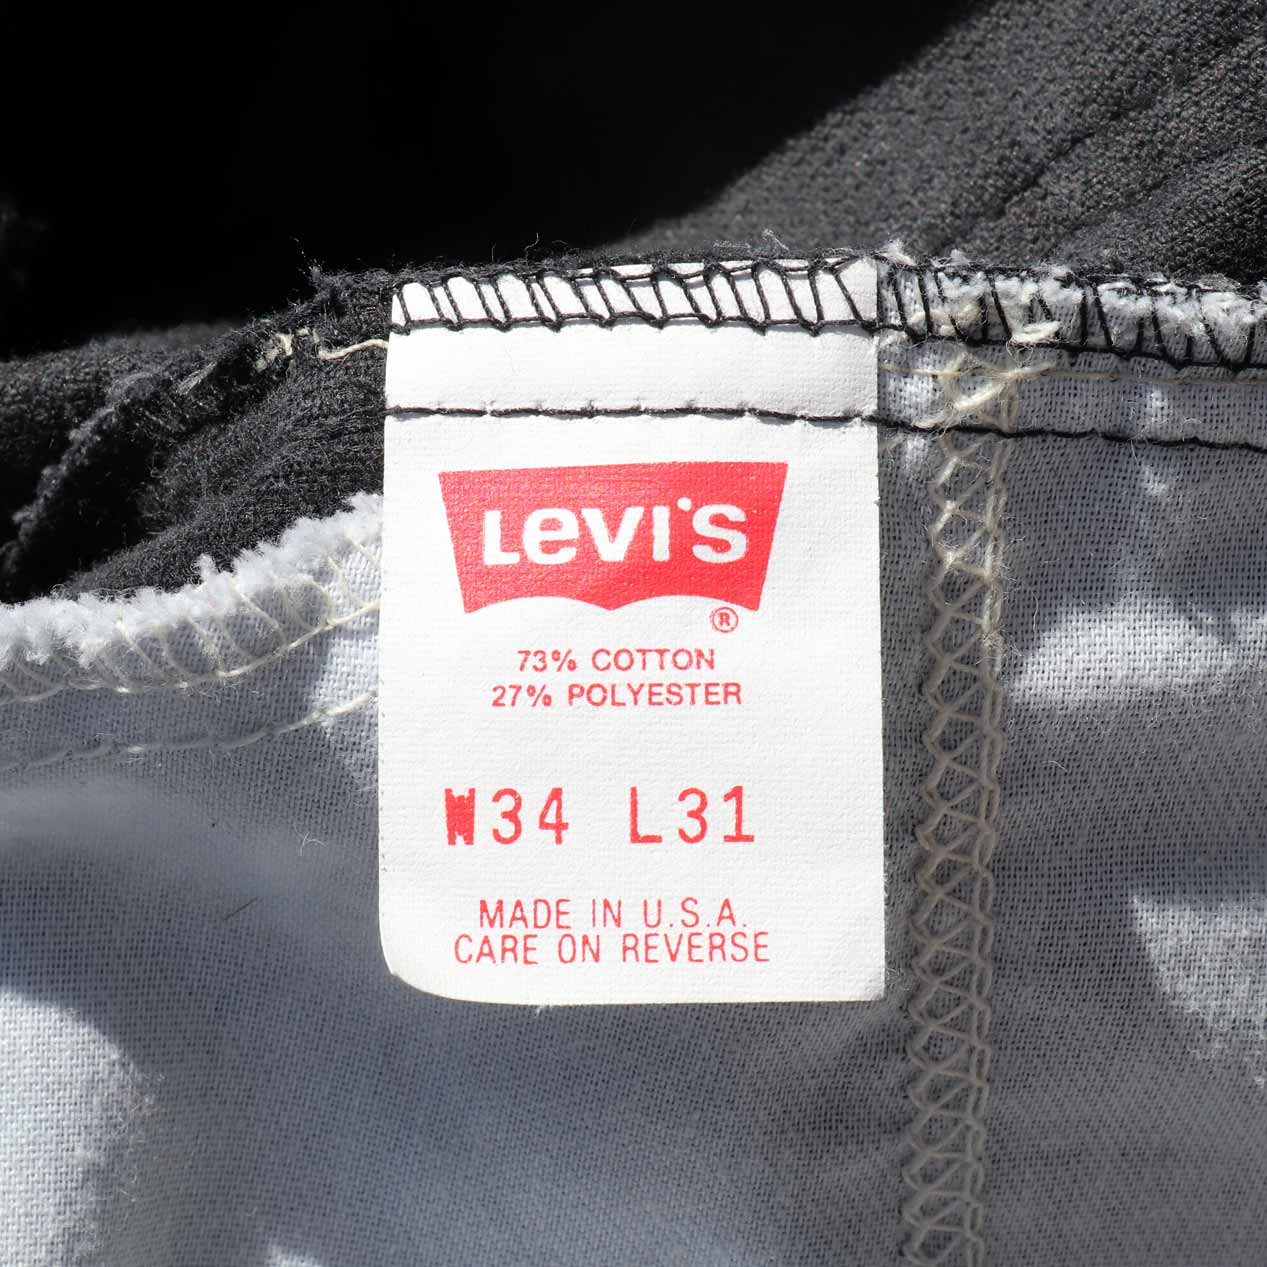 Levi's
®
73% COTTON
27% POLYESTER
W34 L31
MADE IN U.S.A.
CARE ON REVERSE